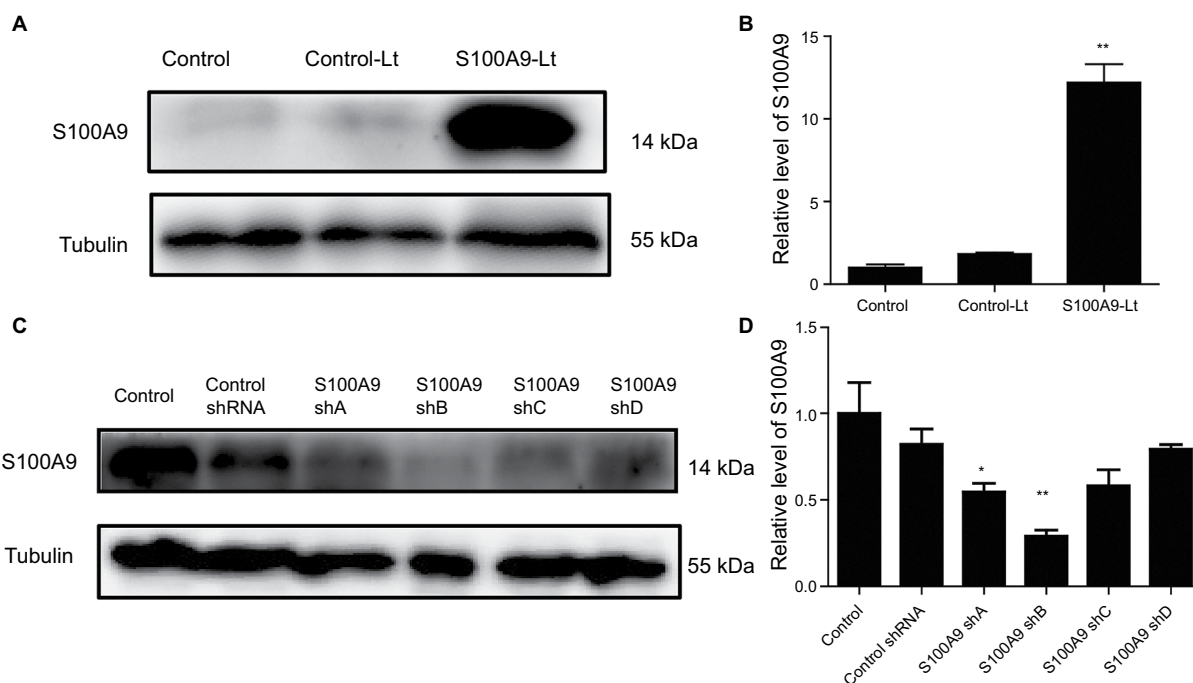 A
Control
Control-Lt
S100A9-Lt
S100A9
14 kDa
Tubulin
55 kDa
B
Relative level of S100A9
15
10
5
0
**
Control
Control-Lt
S100A9-Lt
C
Control
Control
shRNA
S100A9
shA
S100A9
shB
S100A9
shC
S100A9
shD
S100A9
14 kDa
Tubulin
55 kDa
D
Relative level of S100A9
1.5
1.0
0.5
0.0
*
**
Control
Control shRNA
S100A9 shA
S100A9 shB
S100A9 shC
S100A9 shD